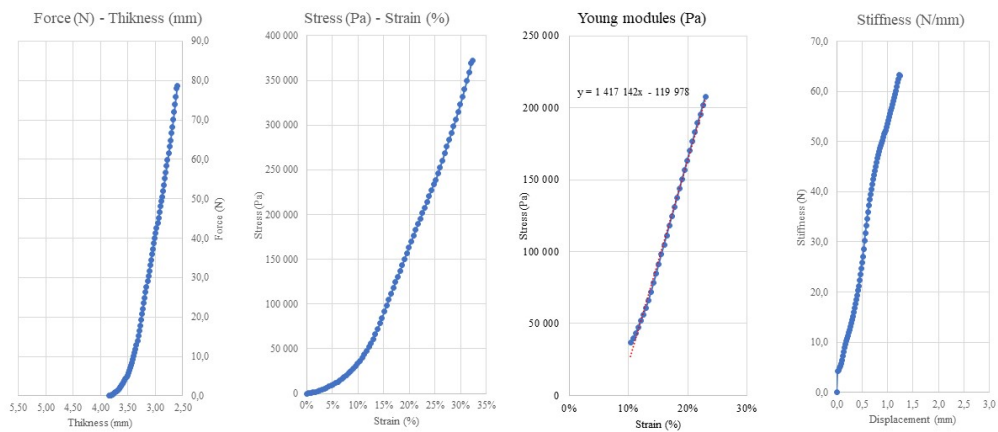 Force (N) - Thikness (mm)
90,0
80,0
70,0
60,0
50,0
40,0
30,0
20,0
10,0
0,0
Force (N)
5,50 5,00 4,50 4,00 3,50 3,00 2,50
Thikness (mm)
Stress (Pa) - Strain (%)
400 000
350 000
300 000
250 000
200 000
150 000
100 000
50 000
0
Stress (Pa)
0% 5% 10% 15% 20% 25% 30% 35%
Strain (%)
Young modules (Pa)
250 000
y = 1 417 142x - 119 978
200 000
150 000
100 000
50 000
0
Stress (Pa)
0% 10% 20% 30%
Strain (%)
Stiffness (N/mm)
70,0
60,0
50,0
40,0
30,0
20,0
10,0
0,0
Stiffness (N)
0,0 0,5 1,0 1,5 2,0 2,5 3,0
Displacement (mm)